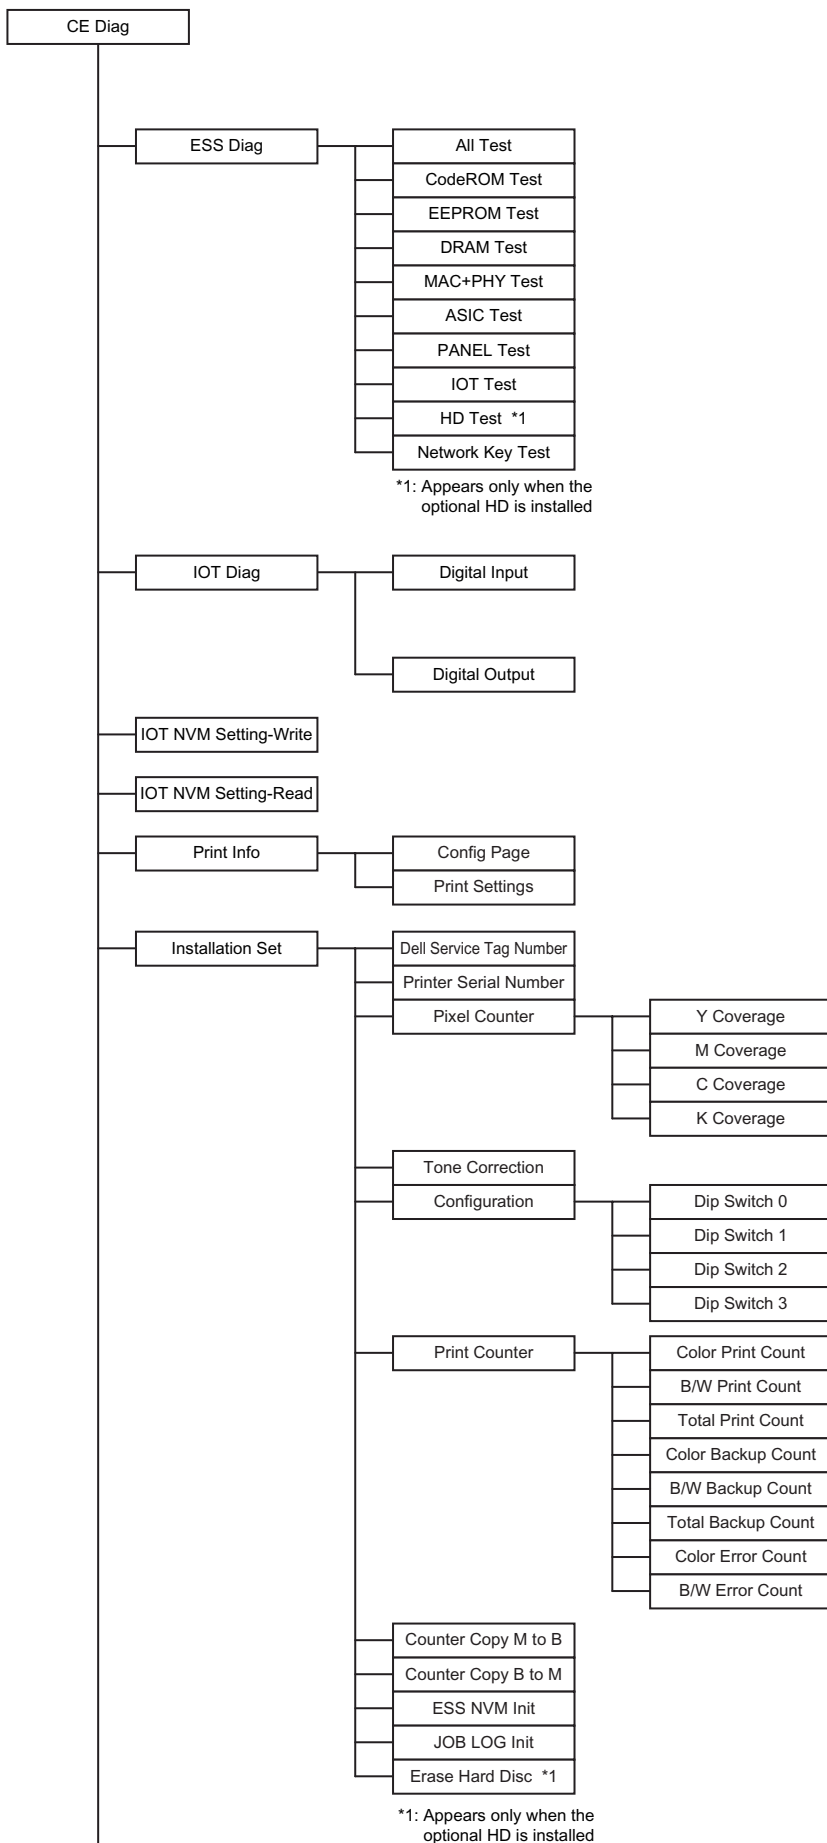 CE Diag
ESS Diag
All Test
CodeROM Test
EEPROM Test
DRAM Test
MAC+PHY Test
ASIC Test
PANEL Test
IOT Test
HD Test *1
Network Key Test
*1: Appears only when the
optional HD is installed
IOT Diag
Digital Input
Digital Output
IOT NVM Setting-Write
IOT NVM Setting-Read
Print Info
Config Page
Print Settings
Installation Set
Dell Service Tag Number
Printer Serial Number
Pixel Counter
Y Coverage
M Coverage
C Coverage
K Coverage
Tone Correction
Configuration
Dip Switch 0
Dip Switch 1
Dip Switch 2
Dip Switch 3
Print Counter
Color Print Count
B/W Print Count
Total Print Count
Color Backup Count
B/W Backup Count
Total Backup Count
Color Error Count
B/W Error Count
Counter Copy M to B
Counter Copy B to M
ESS NVM Init
JOB LOG Init
Erase Hard Disc *1
*1: Appears only when the
optional HD is installed